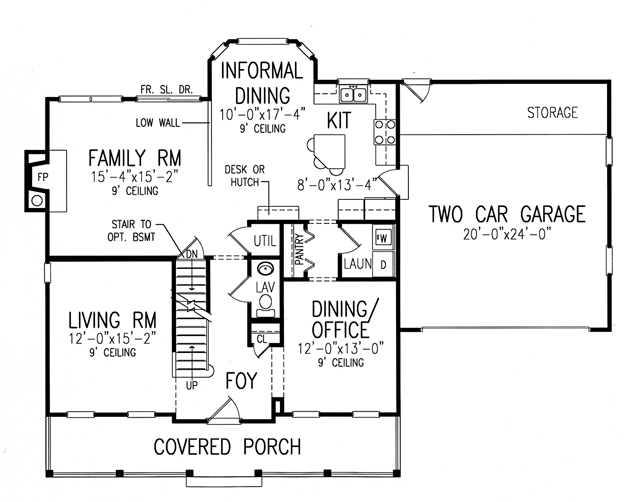 INFORMAL
DINING
10'-0"x17'-4"
9' CEILING
FR. SL. DR.
LOW WALL
KIT
8'-0"x13'-4"
STORAGE
FAMILY RM
15'-4"x15'-2"
9' CEILING
FP
DESK OR
HUTCH
TWO CAR GARAGE
20'-0"x24'-0"
STAIR TO
OPT. BSMT
DN
UTIL
PANTRY
W
LAUN
D
LAV
LIVING RM
12'-0"x15'-2"
9' CEILING
DINING/
OFFICE
12'-0"x13'-0"
9' CEILING
CL
UP
FOY
COVERED PORCH